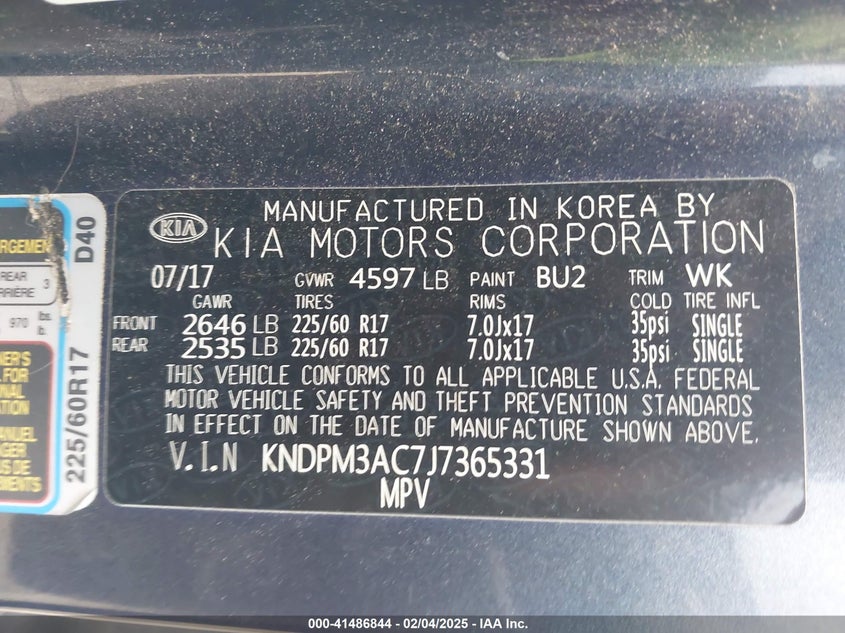 MANUFACTURED IN KOREA BY
KIA
KIA MOTORS CORPORATION
07/17 GVWR 4597 LB PAINT BU2 TRIM WK
GAWR TIRES RIMS COLD TIRE INFL
FRONT 2646 LB 225/60 R17 7.0Jx17 35psi SINGLE
REAR 2535 LB 225/60 R17 7.0Jx17 35psi SINGLE
THIS VEHICLE CONFORMS TO ALL APPLICABLE U.S.A. FEDERAL
MOTOR VEHICLE SAFETY AND THEFT PREVENTION STANDARDS
IN EFFECT ON THE DATE OF MANUFACTURE SHOWN ABOVE.
V.I.N KNDPM3AC7J7365331
MPV
D40
225/60R17
REAR
3
970 lbs.
000-41486844 - 02/04/2025 - IAA Inc.